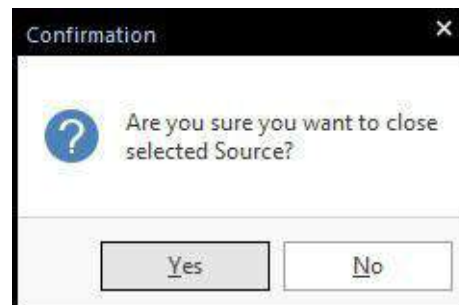 Confirmation
Are you sure you want to close
selected Source?
Yes
No